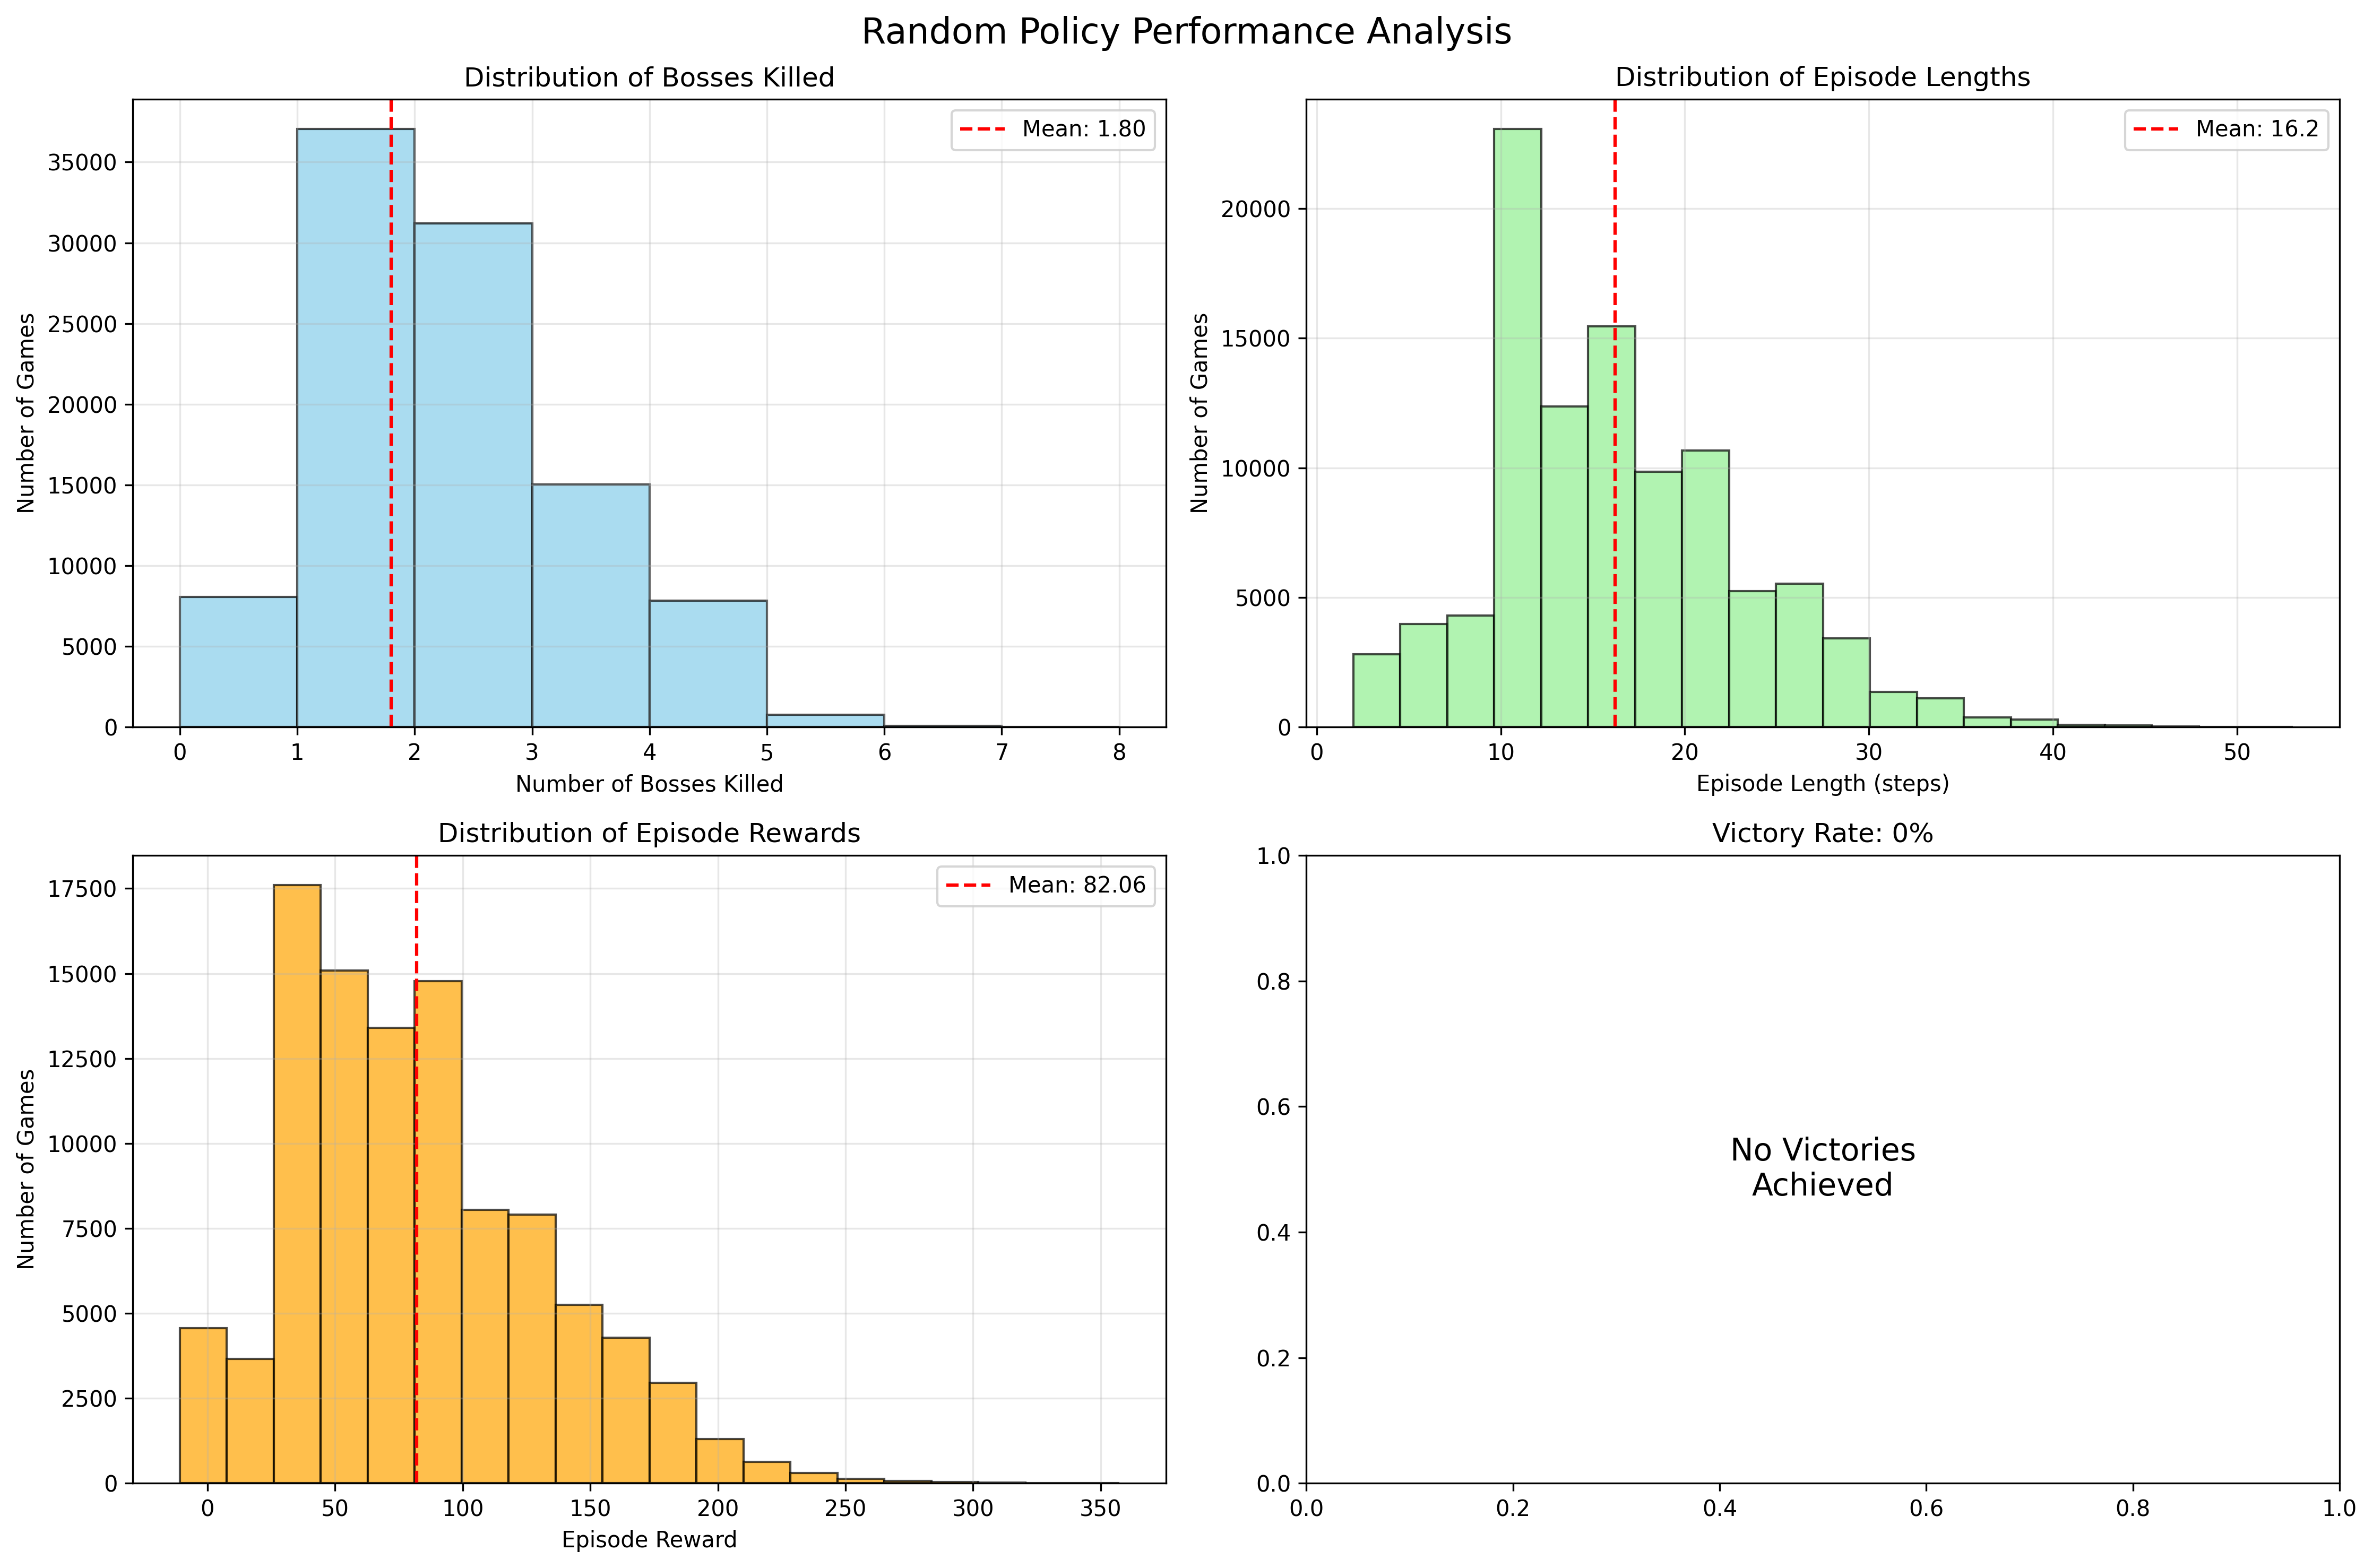 Random Policy Performance Analysis
Distribution of Bosses Killed
Mean: 1.80
35000
30000
25000
20000
15000
10000
5000
0
Number of Games
0 1 2 3 4 5 6 7 8
Number of Bosses Killed
Distribution of Episode Lengths
Mean: 16.2
20000
15000
10000
5000
0
Number of Games
0 10 20 30 40 50
Episode Length (steps)
Distribution of Episode Rewards
Mean: 82.06
17500
15000
12500
10000
7500
5000
2500
0
Number of Games
0 50 100 150 200 250 300 350
Episode Reward
Victory Rate: 0%
1.0
0.8
0.6
0.4
0.2
0.0
No Victories
Achieved
0.0 0.2 0.4 0.6 0.8 1.0